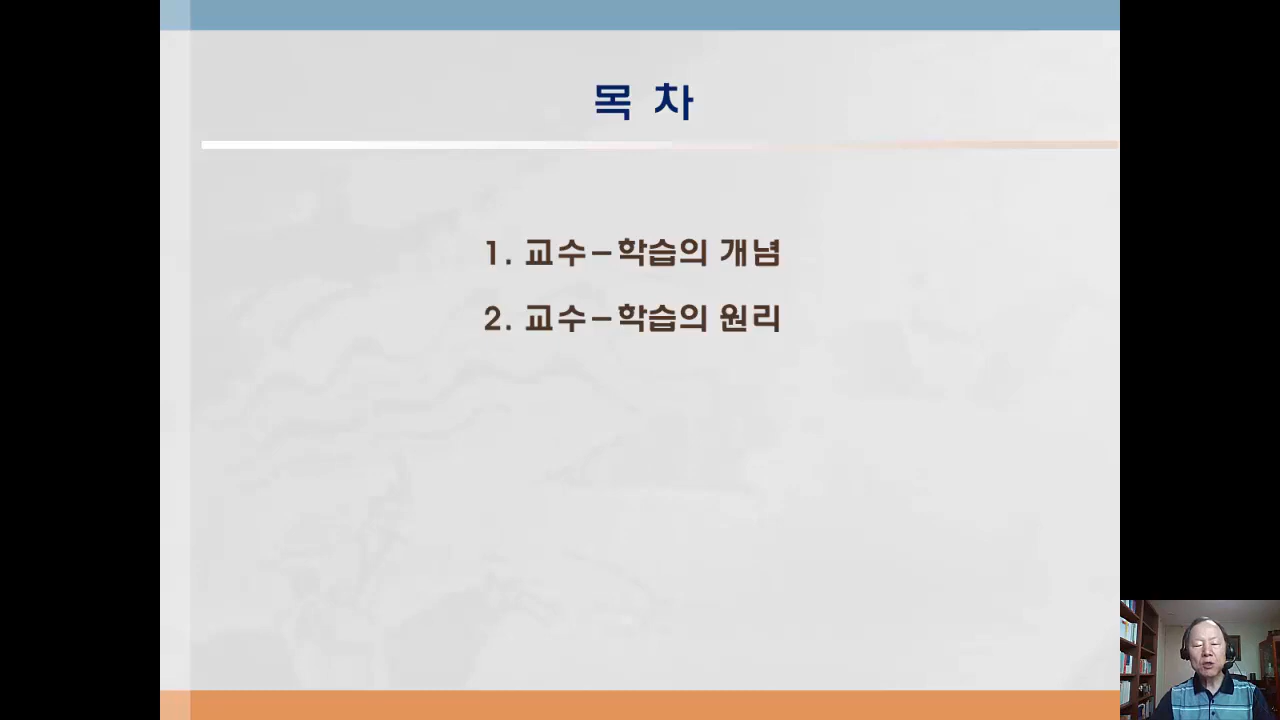 목 차
1. 교수-학습의 개념
2. 교수-학습의 원리